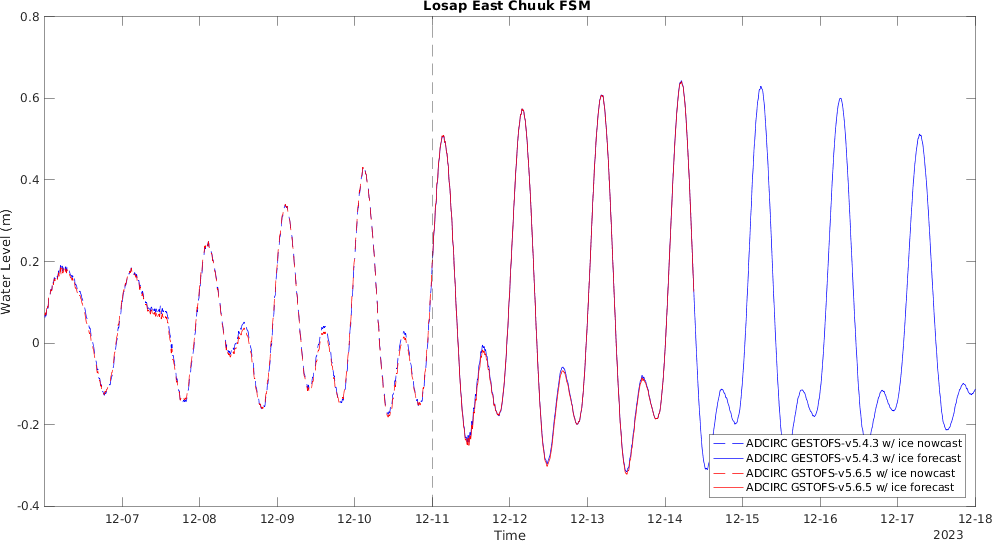 Losap East Chuuk FSM
0.8
0.6
0.4
0.2
0
-0.2
-0.4
Water Level (m)
ADCIRC GESTOFS-v5.4.3 w/ ice nowcast
ADCIRC GESTOFS-v5.4.3 w/ ice forecast
ADCIRC GSTOFS-v5.6.5 w/ ice nowcast
ADCIRC GSTOFS-v5.6.5 w/ ice forecast
12-07 12-08 12-09 12-10 12-11 12-12 12-13 12-14 12-15 12-16 12-17 12-18
Time 2023